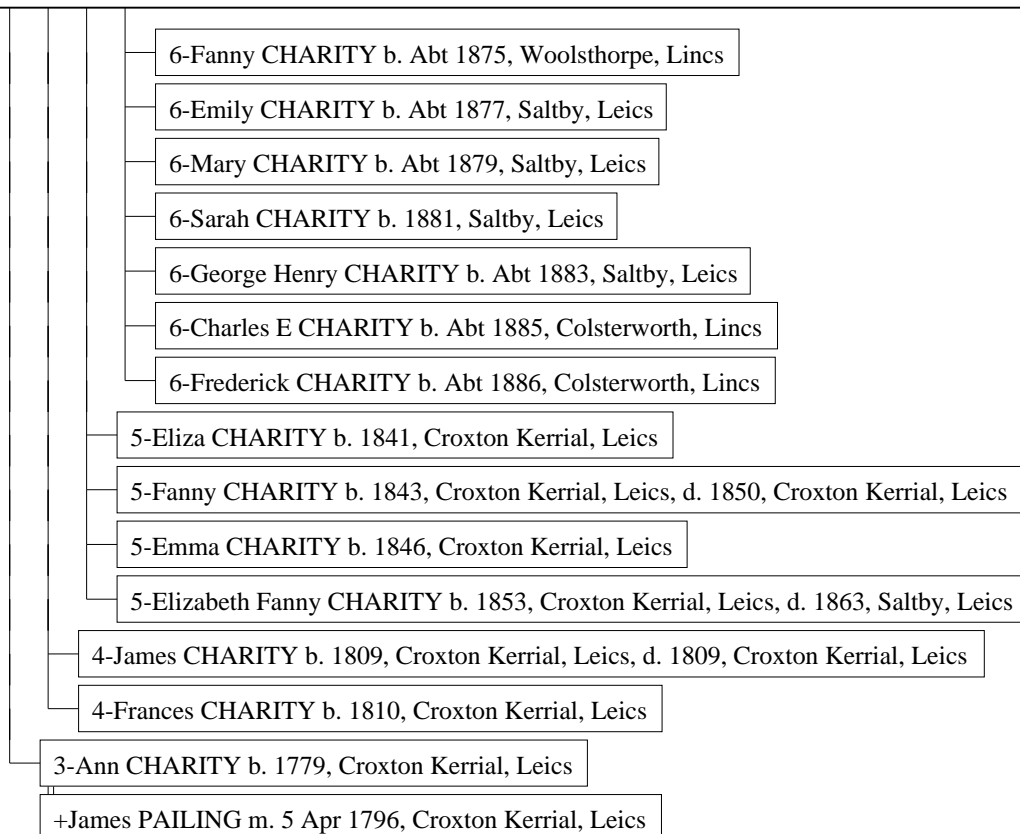 6-Fanny CHARITY b. Abt 1875, Woolsthorpe, Lincs
6-Emily CHARITY b. Abt 1877, Saltby, Leics
6-Mary CHARITY b. Abt 1879, Saltby, Leics
6-Sarah CHARITY b. 1881, Saltby, Leics
6-George Henry CHARITY b. Abt 1883, Saltby, Leics
6-Charles E CHARITY b. Abt 1885, Colsterworth, Lincs
6-Frederick CHARITY b. Abt 1886, Colsterworth, Lincs
5-Eliza CHARITY b. 1841, Croxton Kerrial, Leics
5-Fanny CHARITY b. 1843, Croxton Kerrial, Leics, d. 1850, Croxton Kerrial, Leics
5-Emma CHARITY b. 1846, Croxton Kerrial, Leics
5-Elizabeth Fanny CHARITY b. 1853, Croxton Kerrial, Leics, d. 1863, Saltby, Leics
4-James CHARITY b. 1809, Croxton Kerrial, Leics, d. 1809, Croxton Kerrial, Leics
4-Frances CHARITY b. 1810, Croxton Kerrial, Leics
3-Ann CHARITY b. 1779, Croxton Kerrial, Leics
+James PAILING m. 5 Apr 1796, Croxton Kerrial, Leics